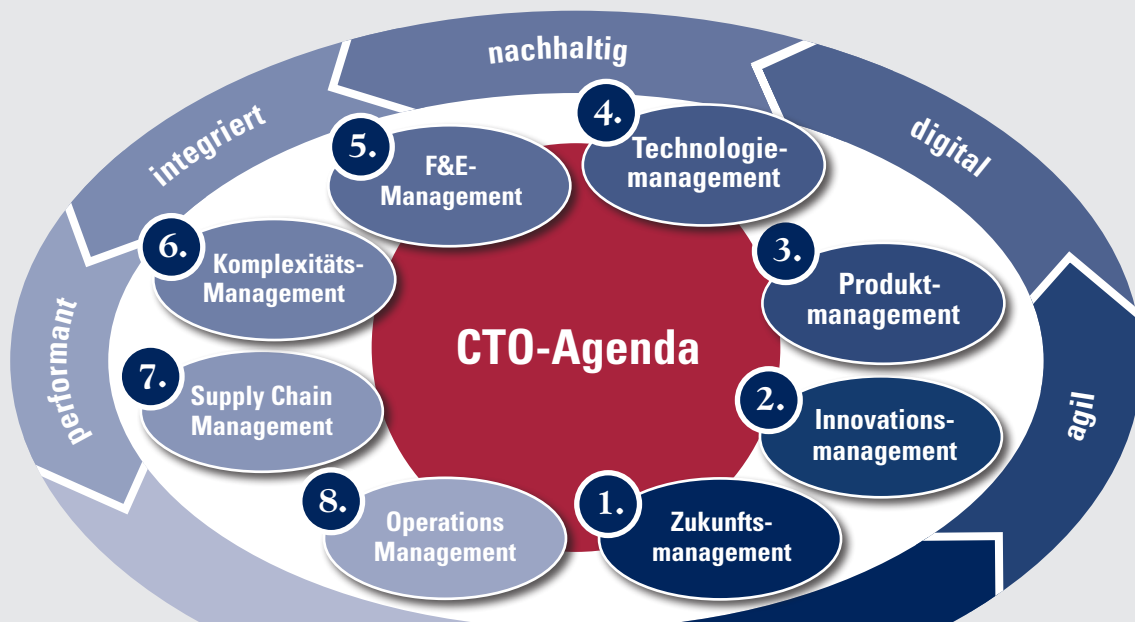 nachhaltig
integriert
digital
performant
agil
CTO-Agenda
1.
Zukunfts-
management
2.
Innovations-
management
3.
Produkt-
management
4.
Technologie-
management
5.
F&E-
Management
6.
Komplexitäts-
Management
7.
Supply Chain
Management
8.
Operations
Management